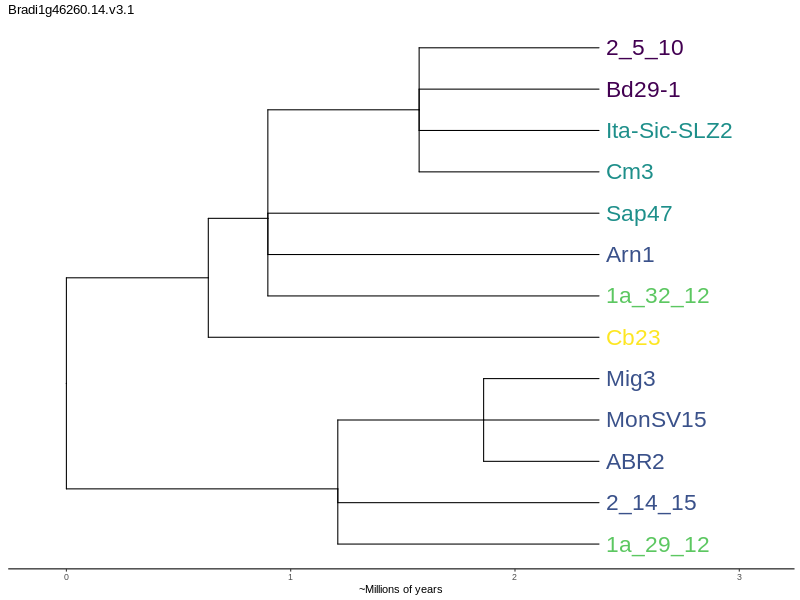 Bradi1g46260.14.v3.1
2_5_10
Bd29-1
Ita-Sic-SLZ2
Cm3
Sap47
Arn1
1a_32_12
Cb23
Mig3
MonSV15
ABR2
2_14_15
1a_29_12
0 1 2 3
~Millions of years